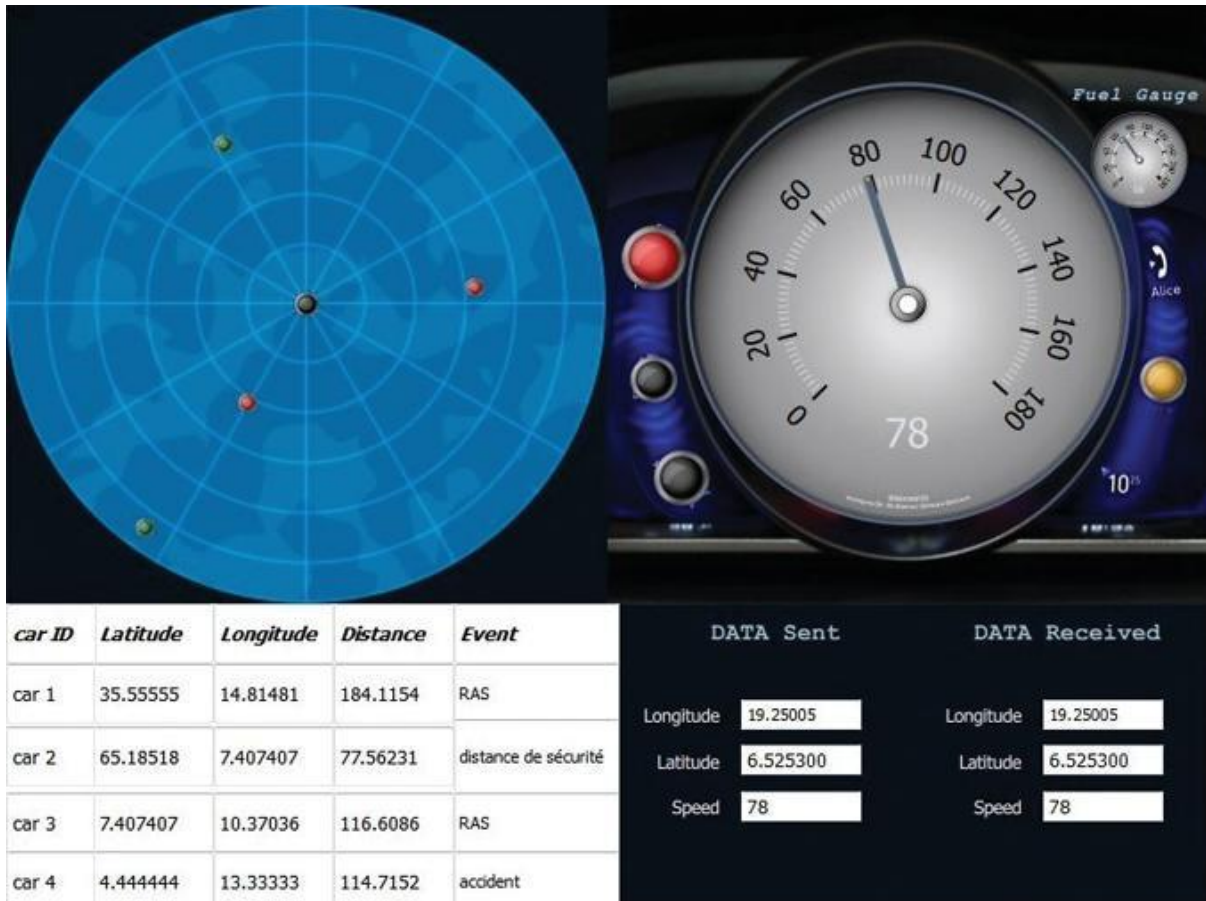 Fuel Gauge
0
20
40
60
80
100
120
140
160
180
78
Alice
10
car ID Latitude Longitude Distance Event
car 1 35.55555 14.81481 184.1154 RAS
car 2 65.18518 7.407407 77.56231 distance de sécurité
car 3 7.407407 10.37036 116.6086 RAS
car 4 4.444444 13.33333 114.7152 accident
DATA Sent
Longitude 19.25005
Latitude 6.525300
Speed 78
DATA Received
Longitude 19.25005
Latitude 6.525300
Speed 78